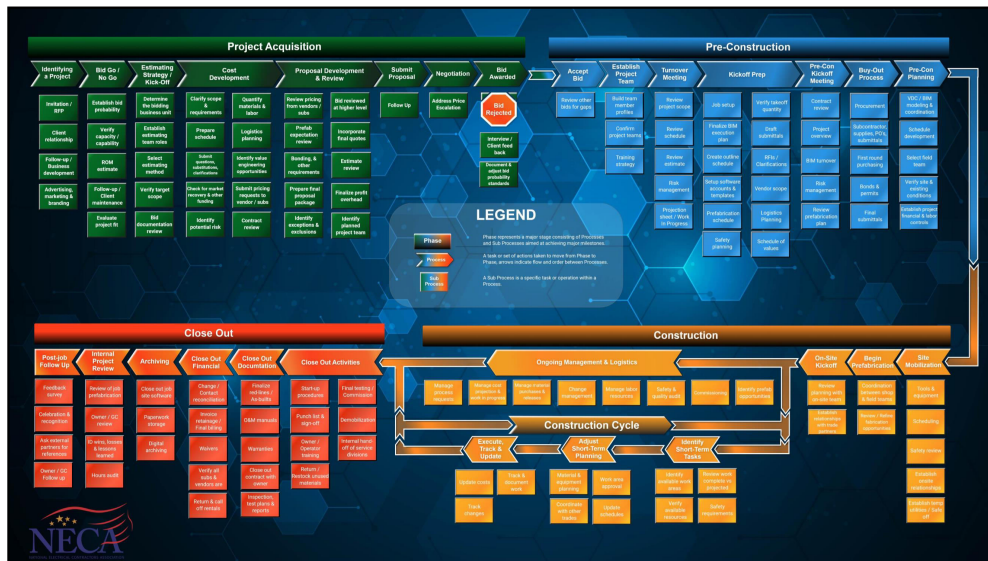 Project Acquisition
Identifying
a Project
Bid Go /
No Go
Estimating
Strategy /
Kick-Off
Cost
Development
Proposal Development
& Review
Submit
Proposal
Negotiation
Bid
Awarded
Invitation /
RFP
Client
relationship
Follow-up /
Business
development
Advertising,
marketing &
branding
Establish bid
probability
Verify
capacity /
capability
ROM
estimate
Follow-up /
Client
maintenance
Evaluate
project fit
Determine
the bidding
business unit
Establish
estimating
team roles
Select
estimating
method
Verify target
scope
Bid
documentation
review
Clarify scope &
requirements
Prepare
schedule
Submit
questions,
substitutions,
clarifications
Check for market
recovery & other
funding
Identify
potential risk
Quantify
materials &
labor
Logistics
planning
Identify value
engineering
opportunities
Submit pricing
requests to
vendor / subs
Contract
review
Review pricing
from vendors /
subs
Prefab
expectation
review
Bonding, &
other
requirements
Prepare final
proposal
package
Identify
exceptions &
exclusions
Bid reviewed
at higher level
Incorporate
final quotes
Estimate
review
Finalize profit
overhead
Identify
planned
project team
Follow Up
Address Price
Escalation
Bid
Rejected
Interview /
Client feed
back
Document &
adjust bid
probability
standards
Pre-Construction
Accept
Bid
Establish
Project
Team
Turnover
Meeting
Kickoff Prep
Pre-Con
Kickoff
Meeting
Buy-Out
Process
Pre-Con
Planning
Review other
bids for gaps
Build team
member
profiles
Confirm
project teams
Training
strategy
Review
project scope
Review
schedule
Review
estimate
Risk
management
Projection
sheet / Work
in Progress
Job setup
Finalize BIM
execution
plan
Create outline
schedule
Setup software
accounts &
templates
Prefabrication
schedule
Safety
planning
Verify takeoff
quantity
Draft
submittals
RFIs /
Clarifications
Vendor scope
Logistics
Planning
Schedule of
values
Contract
review
Project
overview
BIM turnover
Risk
management
Review
prefabrication
plan
Procurement
Subcontractor,
supplies, PO's,
submittals
First round
purchasing
Bonds &
permits
Final
submittals
VDC / BIM
modeling &
coordination
Schedule
development
Select field
team
Verify site &
existing
conditions
Establish project
financial & labor
controls
LEGEND
Phase
Phase represents a major stage consisting of Processes
and Sub Processes aimed at achieving major milestones.
Process
A task or set of actions taken to move from Phase to
Phase, arrows indicate flow and order between Processes.
Sub
Process
A Sub Process is a specific task or operation within a
Process.
Close Out
Post-job
Follow Up
Internal
Project
Review
Archiving
Close Out
Financial
Close Out
Documtation
Close Out Activities
Feedback
survey
Celebration &
recognition
Ask external
partners for
references
Owner / GC
Follow up
Review of job
prefabrication
Owner / GC
review
ID wins, losses
& lessons
learned
Hours audit
Close out job
site software
Paperwork
storage
Digital
archiving
Change /
Contact
reconciliation
Invoice
retainage /
Final billing
Waivers
Verify all
subs &
vendors are
Return & call
off rentals
Finalize
red-lines /
As-builts
O&M manuals
Warranties
Close out
contract with
owner
Inspection,
test plans &
reports
Start-up
procedures
Punch list &
sign-off
Owner /
Operator
training
Return /
Restock unused
materials
Final testing /
Commission
Demobilization
Internal hand
off of service
divisions
Construction
Ongoing Management & Logistics
On-Site
Kickoff
Begin
Prefabrication
Site
Mobilization
Manage
process
requests
Manage cost
projection &
work in progress
Manage material
purchases &
releases
Change
management
Manage labor
resources
Safety &
quality audit
Commissioning
Identify prefab
opportunities
Review
planning with
on-site team
Establish
relationships
with trade
partners
Coordination
between shop
& field teams
Review / Refine
fabrication
opportunities
Tools &
equipment
Scheduling
Safety review
Establish
onsite
relationships
Establish temp
utilities / Safe
off
Construction Cycle
Execute,
Track &
Update
Adjust
Short-Term
Planning
Identify
Short-Term
Tasks
Update costs
Track
changes
Track &
document
work
Material &
equipment
planning
Coordinate
with other
trades
Work area
approval
Update
schedules
Identify
available work
areas
Verify
available
resources
Review work
complete vs.
projected
Safety
requirements
NECA
NATIONAL ELECTRICAL CONTRACTORS ASSOCIATION